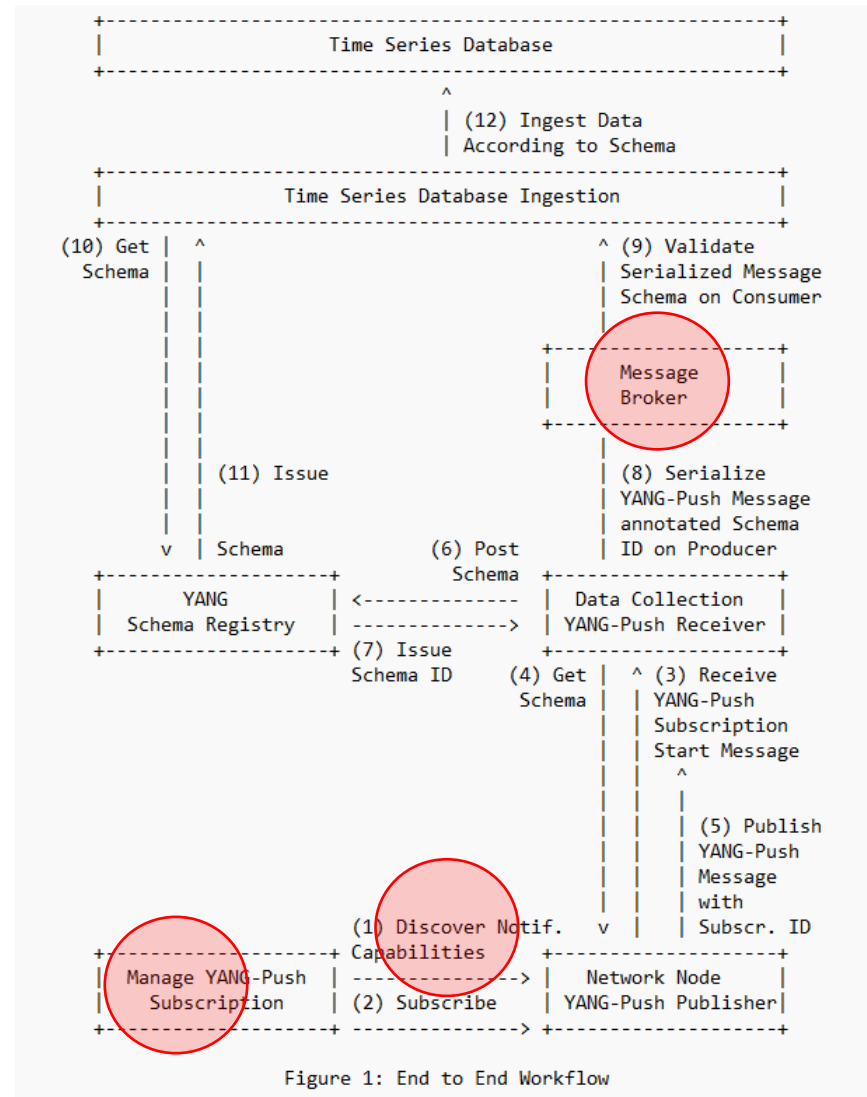 Time Series Database
^
(12) Ingest Data
According to Schema
Time Series Database Ingestion
(10) Get ^ ^ (9) Validate
Schema Serialized Message
Schema on Consumer
Message
Broker
(11) Issue (8) Serialize
YANG-Push Message
annotated Schema
v Schema (6) Post ID on Producer
Schema
YANG <-------------- Data Collection
Schema Registry --------------> YANG-Push Receiver
(7) Issue
Schema ID (4) Get ^ (3) Receive
Schema YANG-Push
Subscription
Start Message
^
(5) Publish
YANG-Push
Message
with
(1) Discover Notif. v Subscr. ID
Capabilities
Manage YANG-Push ---------------> Network Node
Subscription (2) Subscribe YANG-Push Publisher
--------------->
Figure 1: End to End Workflow